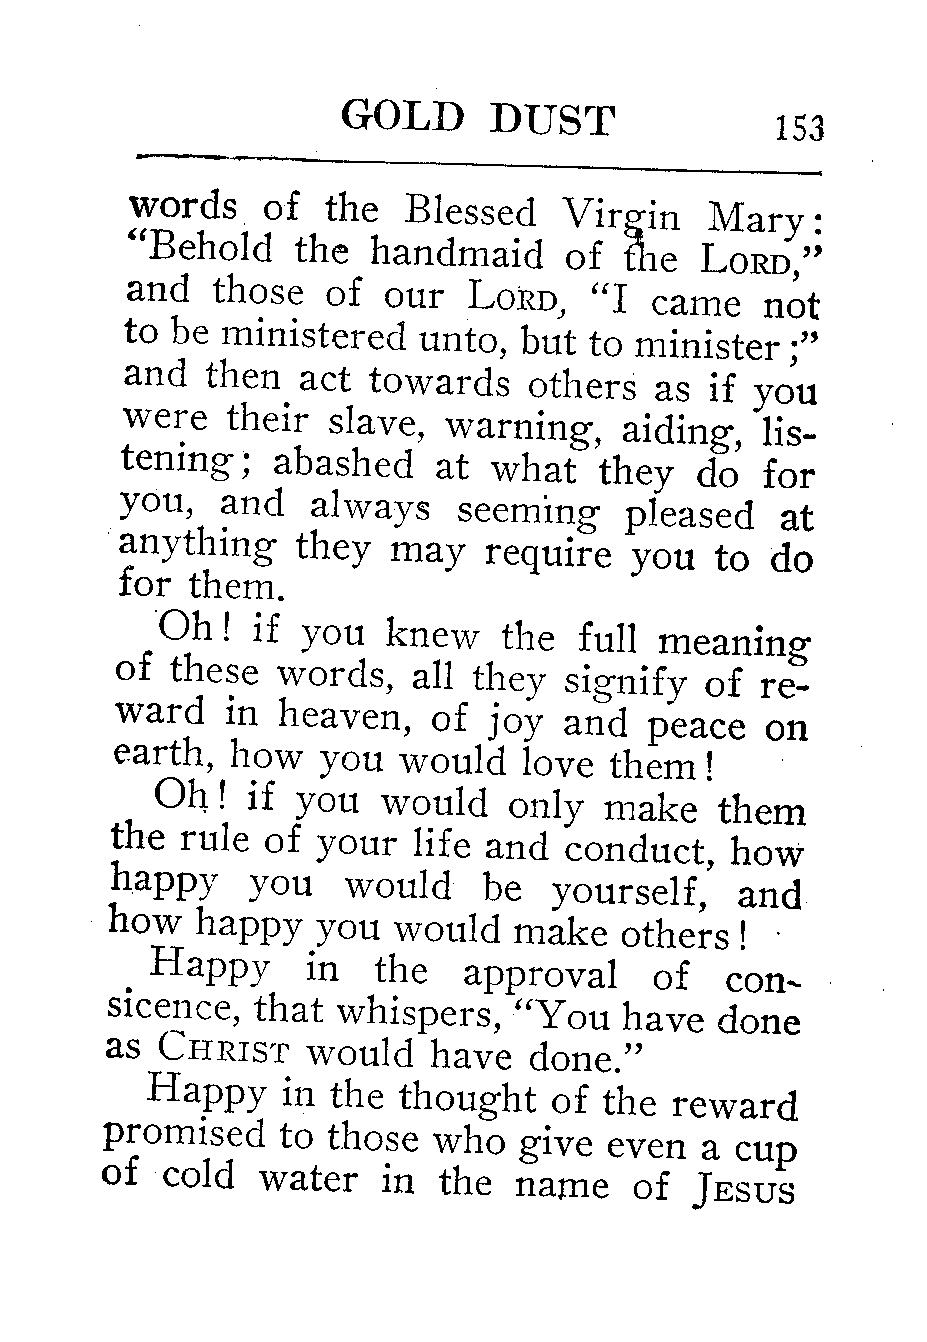 GOLD DUST 153
words of the Blessed Virgin Mary:
“Behold the handmaid of the LORD,”
and those of our LORD, “I came not
to be ministered unto, but to minister;”
and then act towards others as if you
were their slave, warning, aiding, lis-
tening; abashed at what they do for
you, and always seeming pleased at
anything they may require you to do
for them.
Oh! if you knew the full meaning
of these words, all they signify of re-
ward in heaven, of joy and peace on
earth, how you would love them!
Oh! if you would only make them
the rule of your life and conduct, how
happy you would be yourself, and
how happy you would make others!
Happy in the approval of con-
sicence, that whispers, “You have done
as CHRIST would have done.”
Happy in the thought of the reward
promised to those who give even a cup
of cold water in the name of JESUS